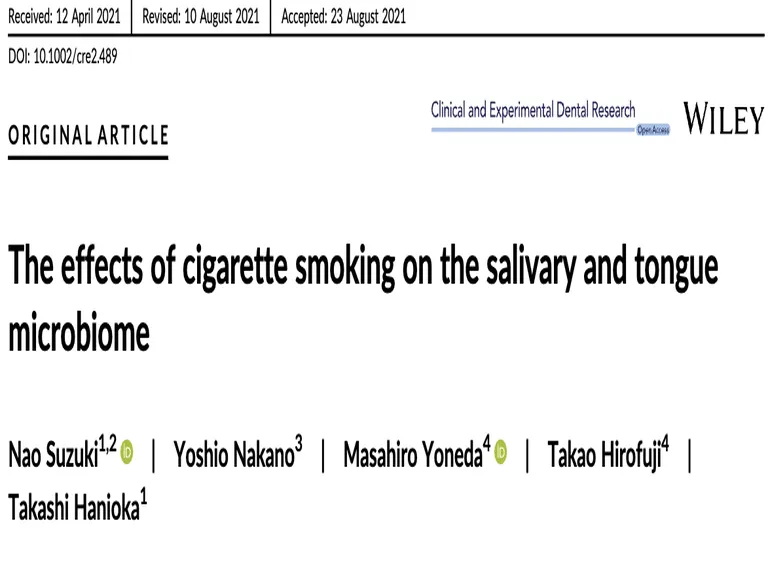 Received: 12 April 2021 | Revised: 10 August 2021 | Accepted: 23 August 2021
DOI: 10.1002/cre2.489
Clinical and Experimental Dental Research
Open Access
WILEY
ORIGINAL ARTICLE
The effects of cigarette smoking on the salivary and tongue
microbiome
Nao Suzuki1,2 iD | Yoshio Nakano3 | Masahiro Yoneda4 iD | Takao Hirofuji4 |
Takashi Hanioka1